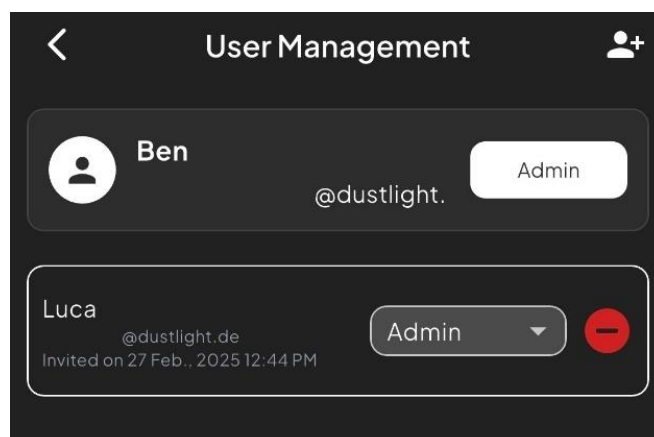 User Management
Ben
@dustlight.
Admin
Luca
@dustlight.de
Invited on 27 Feb., 2025 12:44 PM
Admin